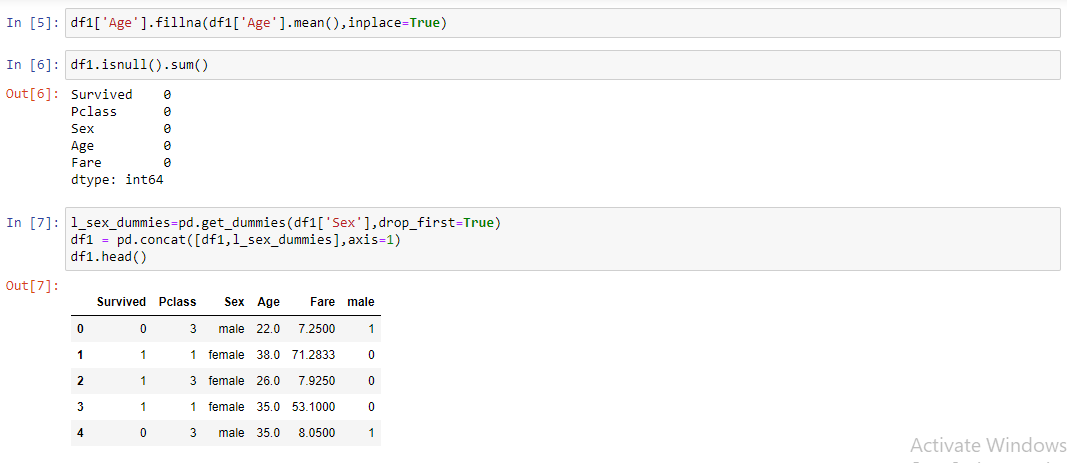 In [5]: df1['Age'].fillna(df1['Age'].mean(),inplace=True)
In [6]: df1.isnull().sum()
Out[6]: Survived 0
Pclass 0
Sex 0
Age 0
Fare 0
dtype: int64
In [7]: l_sex_dummies=pd.get_dummies(df1['Sex'],drop_first=True)
df1 = pd.concat([df1,l_sex_dummies],axis=1)
df1.head()
Out[7]:
Survived Pclass Sex Age Fare male
0 0 3 male 22.0 7.2500 1
1 1 1 female 38.0 71.2833 0
2 1 3 female 26.0 7.9250 0
3 1 1 female 35.0 53.1000 0
4 0 3 male 35.0 8.0500 1
Activate Windows